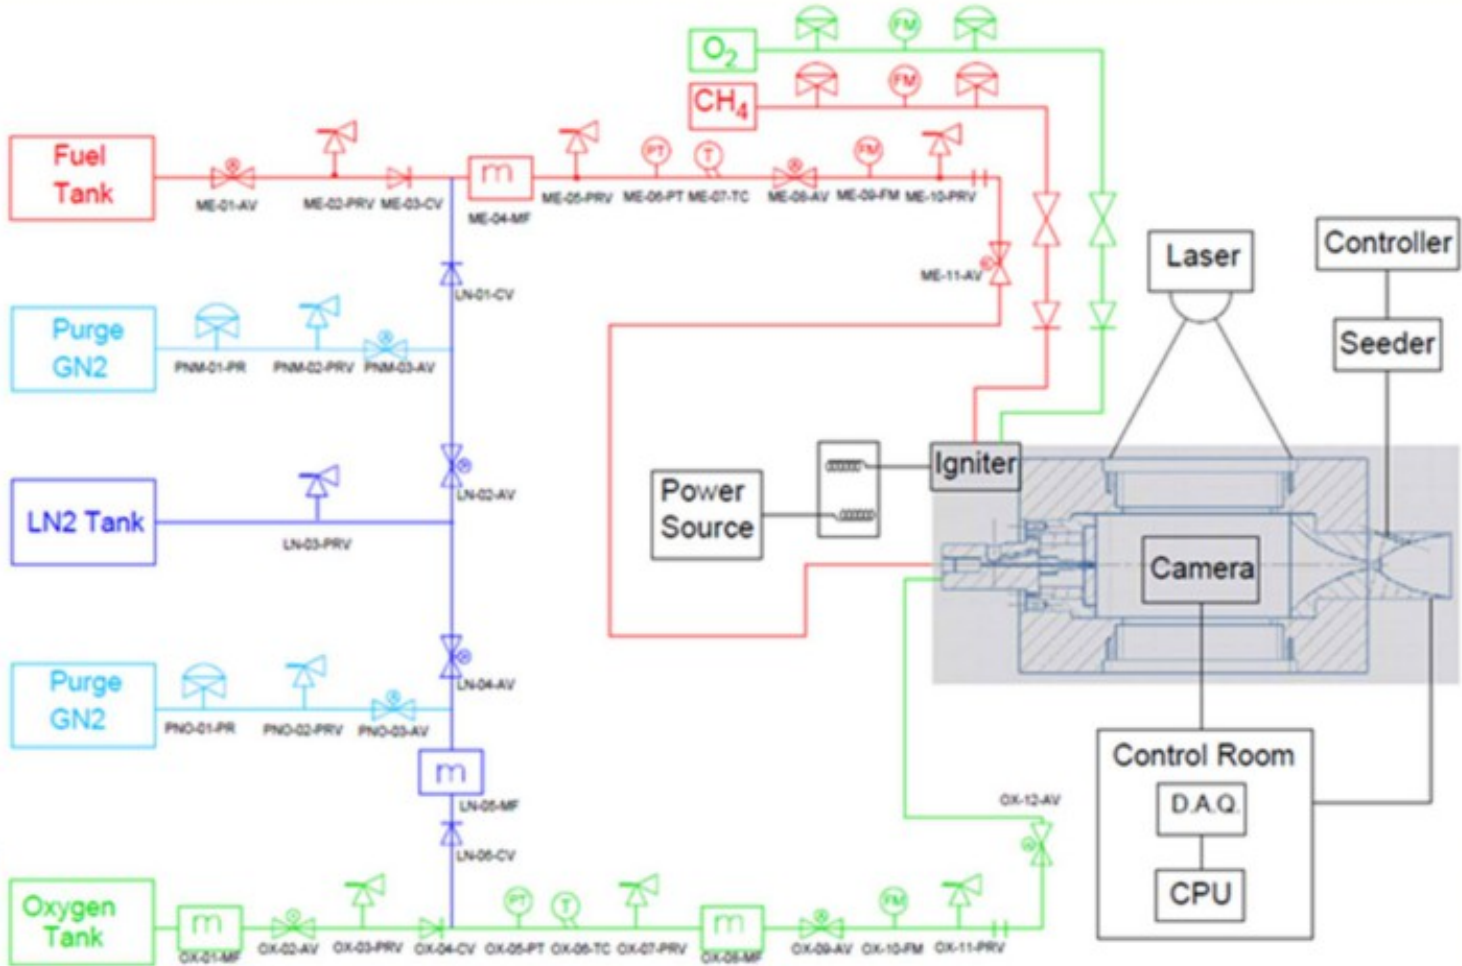 O2
FM
CH4
FM
Fuel
Tank
ME-01-AV
ME-02-PRV
ME-03-CV
m
ME-04-MF
ME-05-PRV
PT
ME-06-PT
T
ME-07-TC
ME-08-AV
FM
ME-09-FM
ME-10-PRV
ME-11-AV
LN-01-CV
Purge
GN2
PNM-01-PR
PNM-02-PRV
PNM-03-AV
LN-02-AV
LN2 Tank
LN-03-PRV
LN-04-AV
Purge
GN2
PNO-01-PR
PNO-02-PRV
PNO-03-AV
m
LN-05-MF
LN-06-CV
Oxygen
Tank
m
OX-01-MF
OX-02-AV
OX-03-PRV
OX-04-CV
PT
OX-05-PT
T
OX-06-TC
OX-07-PRV
m
OX-08-MF
OX-09-AV
FM
OX-10-FM
OX-11-PRV
OX-12-AV
Power
Source
Igniter
Laser
Controller
Seeder
Camera
Control Room
D.A.Q.
CPU